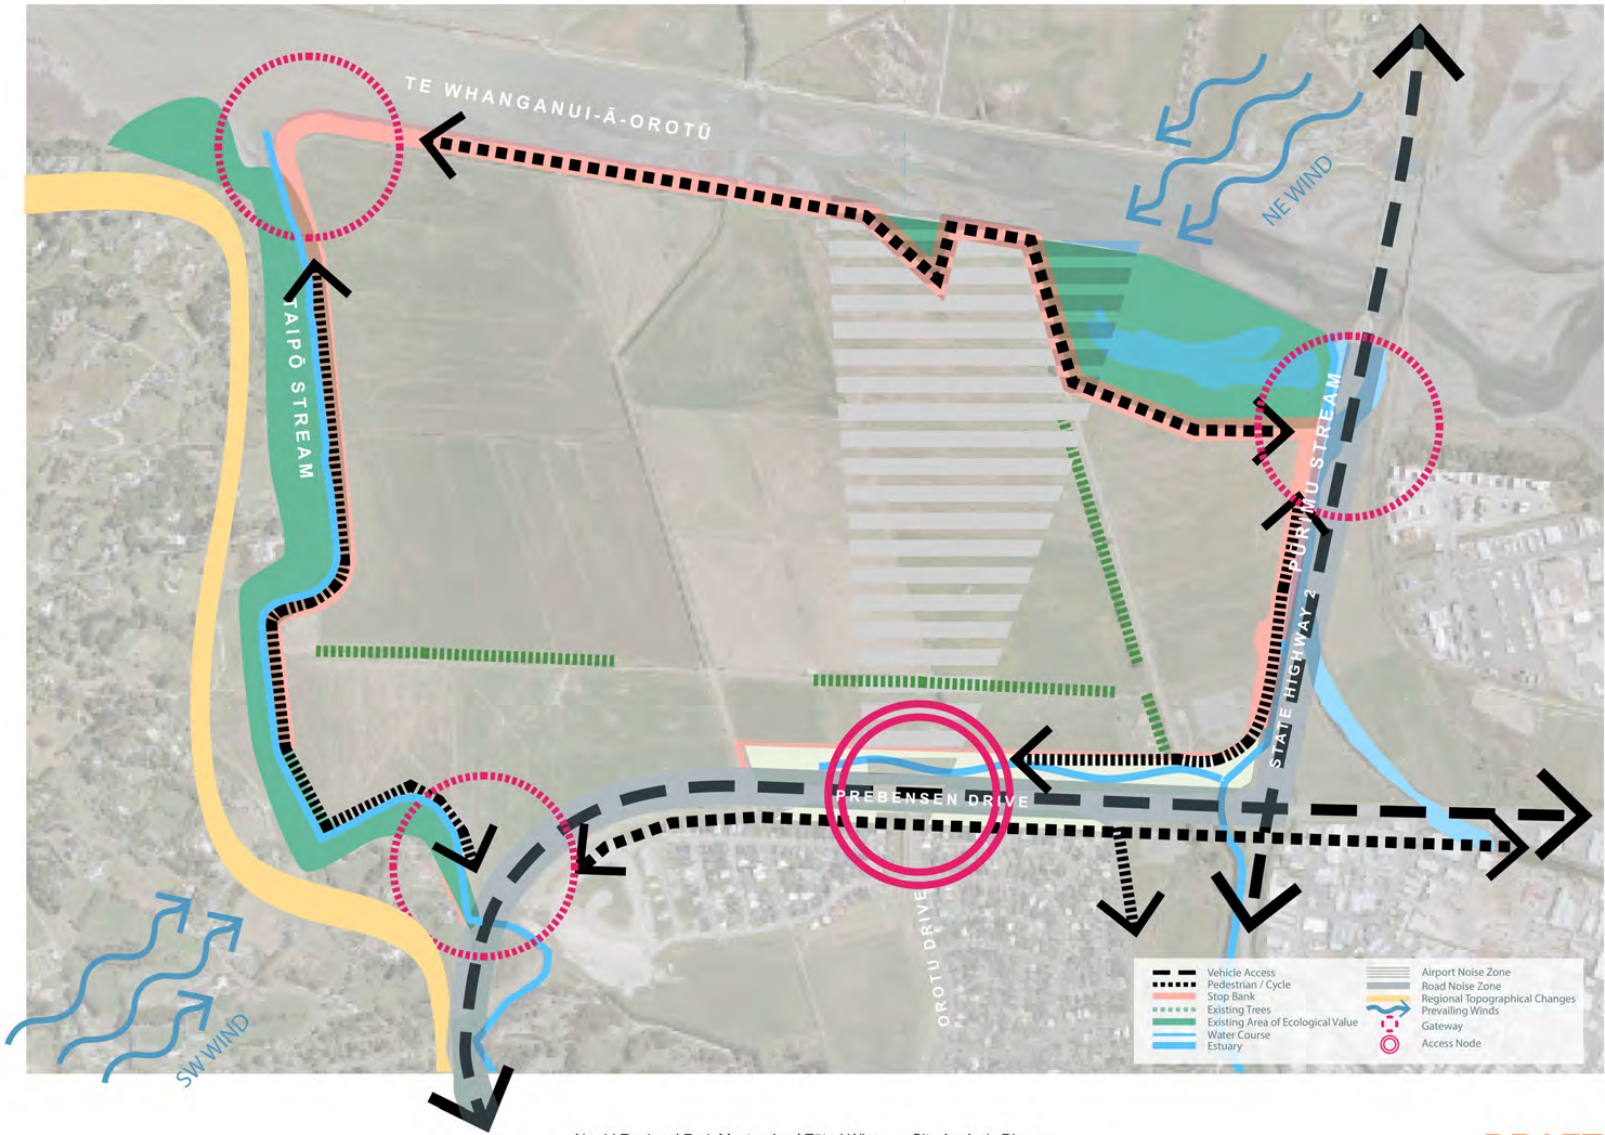 TE WHANGANUI-Ā-OROTŪ
NE WIND
TAIPŌ STREAM
PURIMU STREAM
STATE HIGHWAY 2
PREBENSEN DRIVE
OROTU DRIVE
SW WIND
Vehicle Access
Pedestrian / Cycle
Stop Bank
Existing Trees
Existing Area of Ecological Value
Water Course
Estuary
Airport Noise Zone
Road Noise Zone
Regional Topographical Changes
Prevailing Winds
Gateway
Access Node